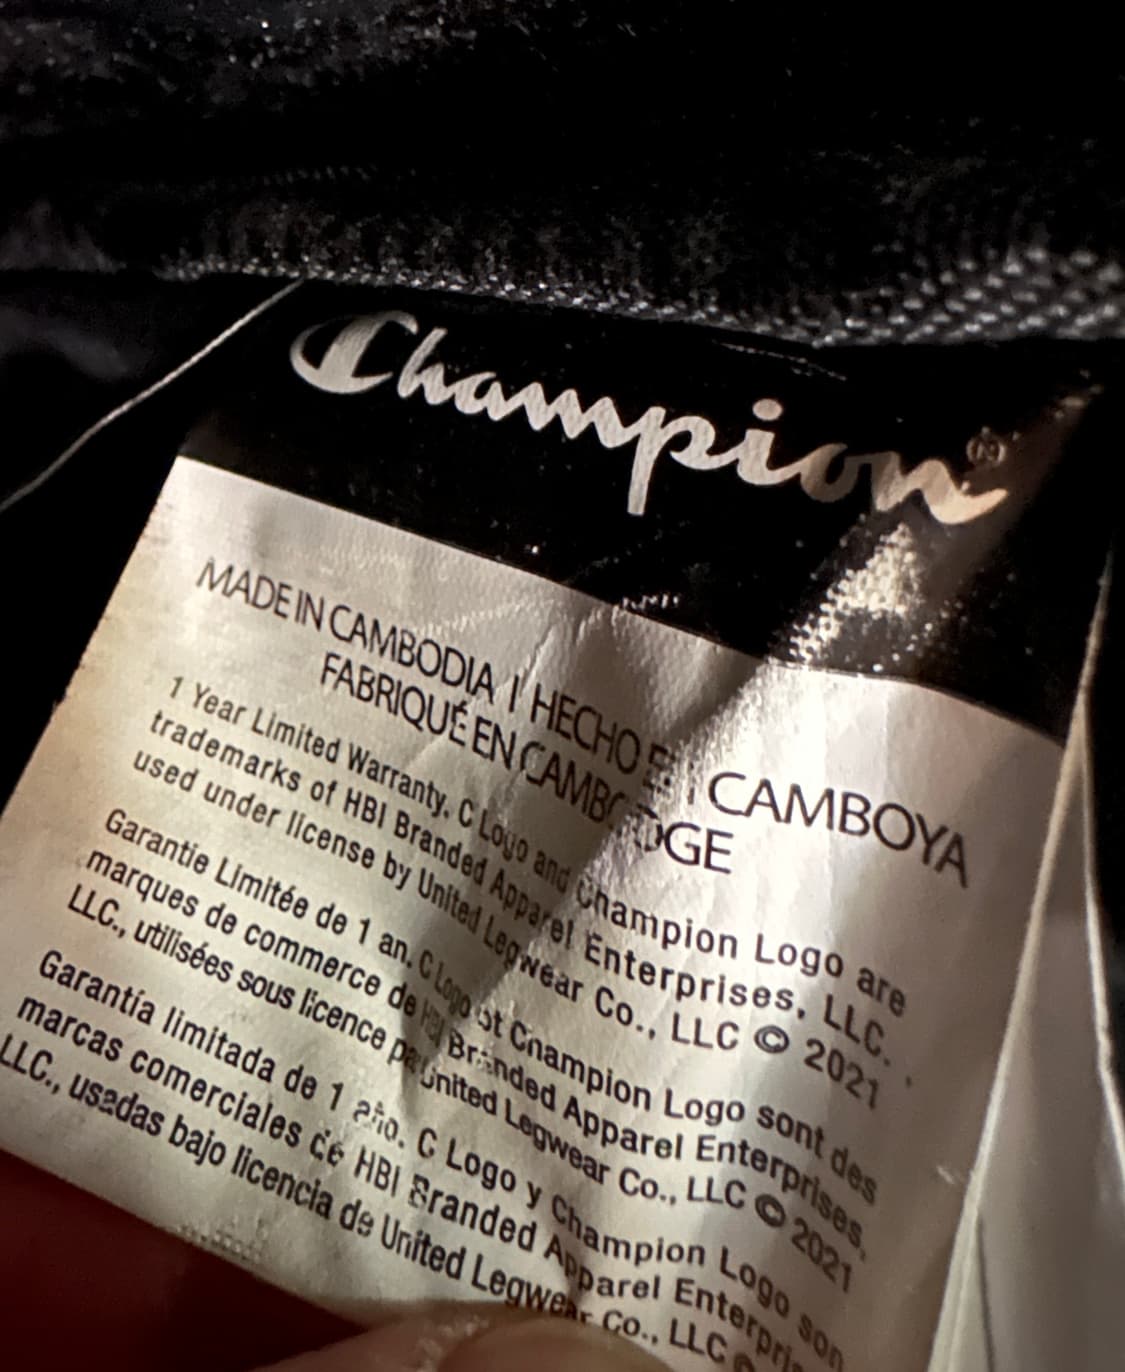 Champion®
MADE IN CAMBODIA | HECHO EN CAMBOYA
FABRIQUÉ EN CAMBODGE
1 Year Limited Warranty. C Logo and Champion Logo are
trademarks of HBI Branded Apparel Enterprises, LLC.
used under license by United Legwear Co., LLC © 2021
Garantie Limitée de 1 an. C Logo et Champion Logo sont des
marques de commerce de HBI Branded Apparel Enterprises,
LLC., utilisées sous licence par United Legwear Co., LLC © 2021
Garantía limitada de 1 año. C Logo y Champion Logo son
marcas comerciales de HBI Branded Apparel
LLC., usadas bajo licencia de United Legwear Co., LLC ©